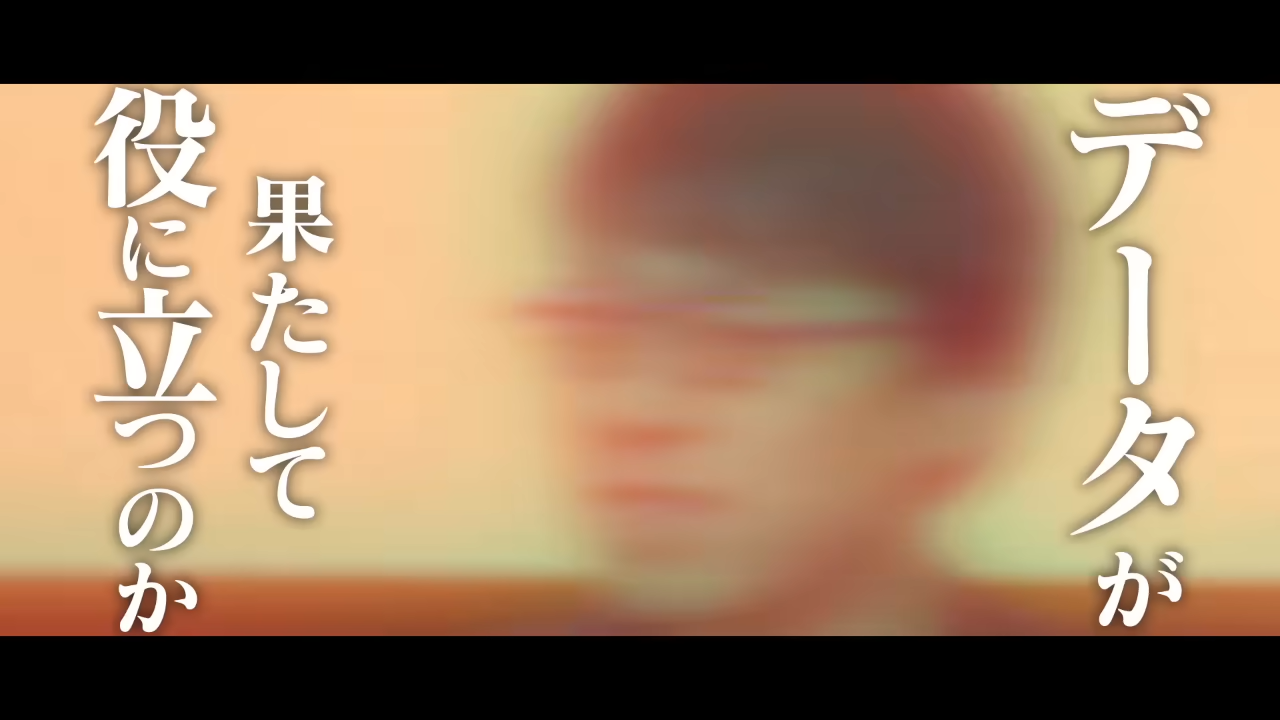 データが
果たして
役に立つのか